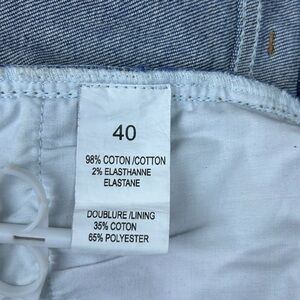 40
98% COTON/COTTON
2% ELASTHANNE
ELASTANE
DOUBLURE/LINING
35% COTON
65% POLYESTER